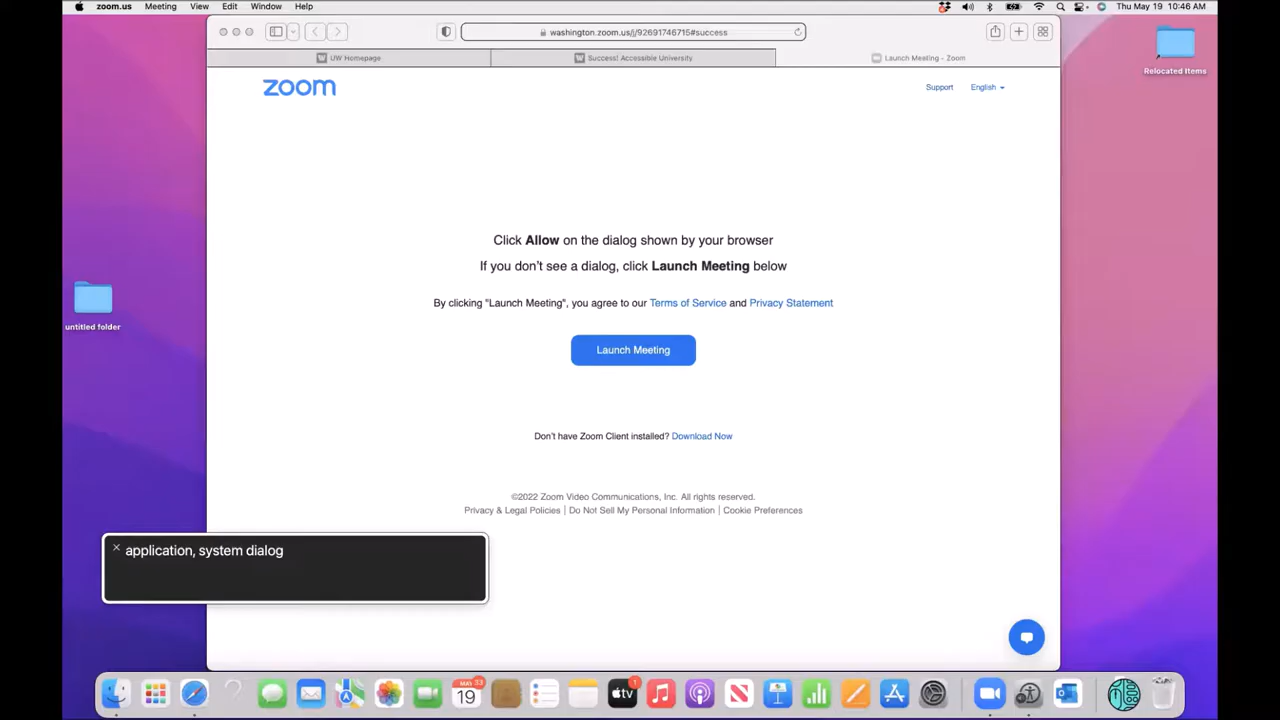 zoom.us Meeting View Edit Window Help Thu May 19 10:46 AM
washington.zoom.us/j/92691746715#success
UW Homepage Success! Accessible University Launch Meeting - Zoom
Relocated Items
zoom Support English
Click Allow on the dialog shown by your browser
If you don't see a dialog, click Launch Meeting below
By clicking "Launch Meeting", you agree to our Terms of Service and Privacy Statement
untitled folder
Launch Meeting
Don't have Zoom Client installed? Download Now
©2022 Zoom Video Communications, Inc. All rights reserved.
Privacy & Legal Policies | Do Not Sell My Personal Information | Cookie Preferences
× application, system dialog
MAY 33
19
tv
1